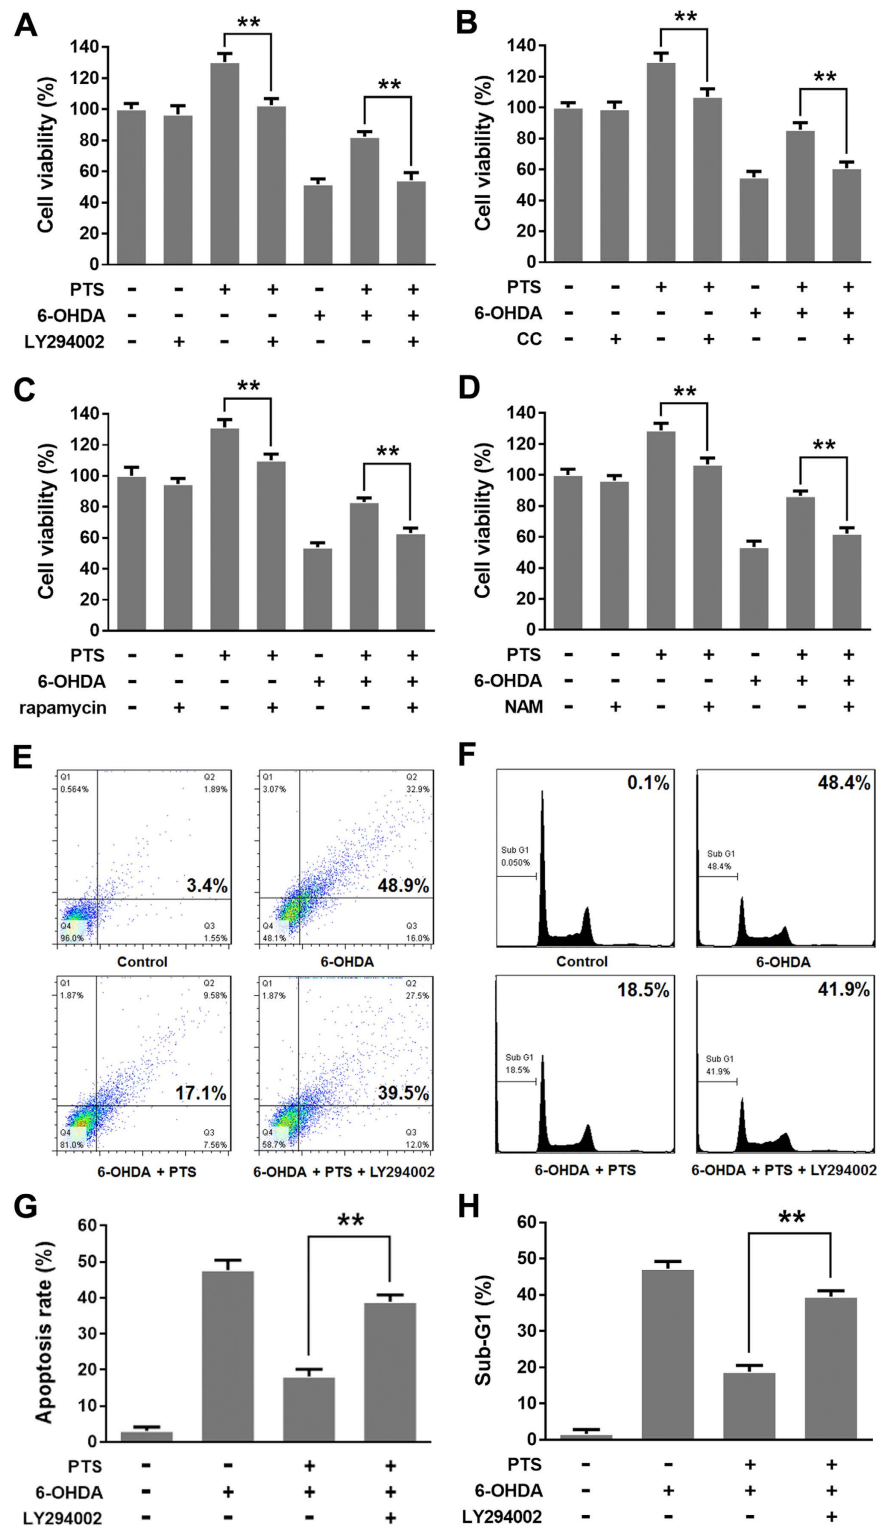 A
**
**
Cell viability (%)
140
120
100
80
60
40
20
0
PTS - - + + - + +
6-OHDA - - - - + + +
LY294002 - + - + - - +
B
**
**
Cell viability (%)
140
120
100
80
60
40
20
0
PTS - - + + - + +
6-OHDA - - - - + + +
CC - + - + - - +
C
**
**
Cell viability (%)
140
120
100
80
60
40
20
0
PTS - - + + - + +
6-OHDA - - - - + + +
rapamycin - + - + - - +
D
**
**
Cell viability (%)
140
120
100
80
60
40
20
0
PTS - - + + - + +
6-OHDA - - - - + + +
NAM - + - + - - +
E
Q1
0.564%
Q2
1.89%
3.4%
Q4
96.0%
Q3
1.55%
Control
Q1
3.07%
Q2
32.9%
48.9%
Q4
48.1%
Q3
16.0%
6-OHDA
Q1
1.87%
Q2
9.58%
17.1%
Q4
81.0%
Q3
7.56%
6-OHDA + PTS
Q1
1.87%
Q2
27.5%
39.5%
Q4
58.7%
Q3
12.0%
6-OHDA + PTS + LY294002
F
0.1%
Sub G1
0.050%
Control
48.4%
Sub G1
48.4%
6-OHDA
18.5%
Sub G1
18.5%
6-OHDA + PTS
41.9%
Sub G1
41.9%
6-OHDA + PTS + LY294002
G
**
Apoptosis rate (%)
60
50
40
30
20
10
0
PTS - - + +
6-OHDA - + + +
LY294002 - - - +
H
**
Sub-G1 (%)
60
50
40
30
20
10
0
PTS - - + +
6-OHDA - + + +
LY294002 - - - +